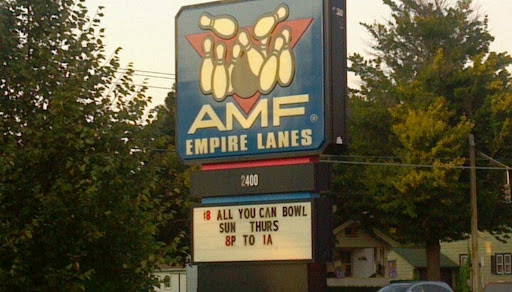 AMF ®
EMPIRE LANES
2400
8 ALL YOU CAN BOWL
SUN THURS
8P TO 1A